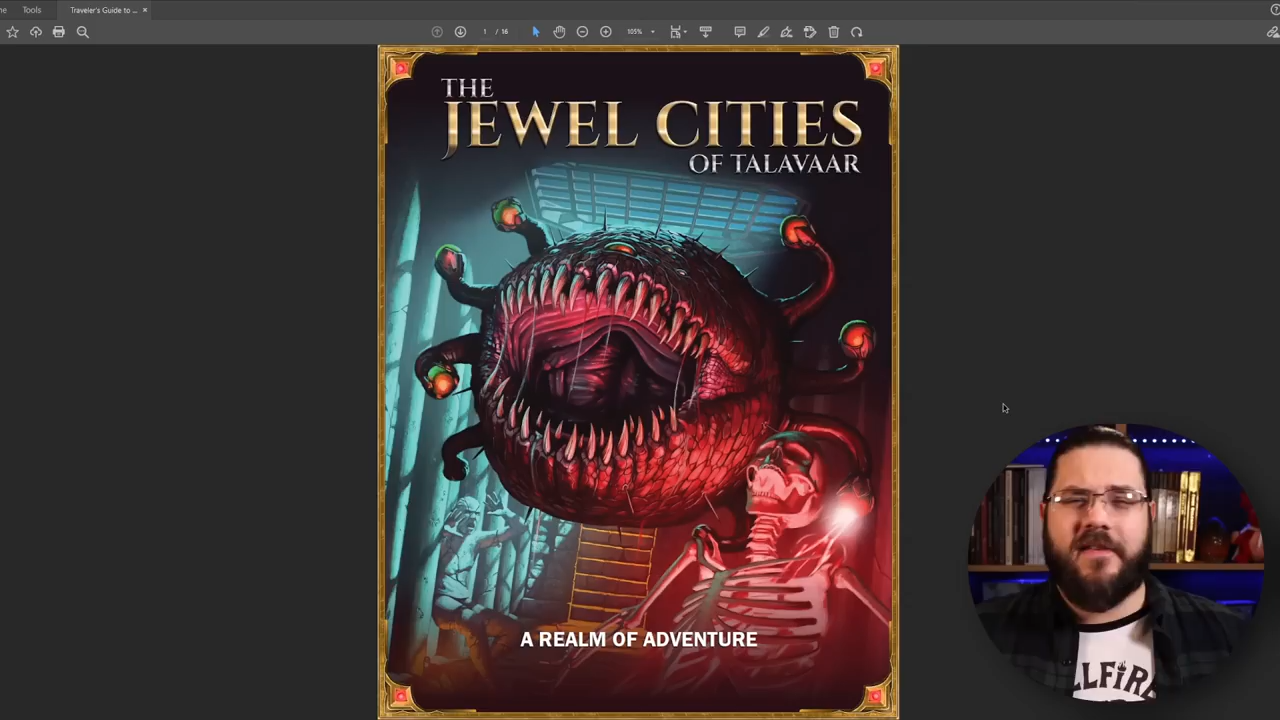 Tools
Traveler's Guide to ...
1 / 16
105%
THE
JEWEL CITIES
OF TALAVAAR
A REALM OF ADVENTURE